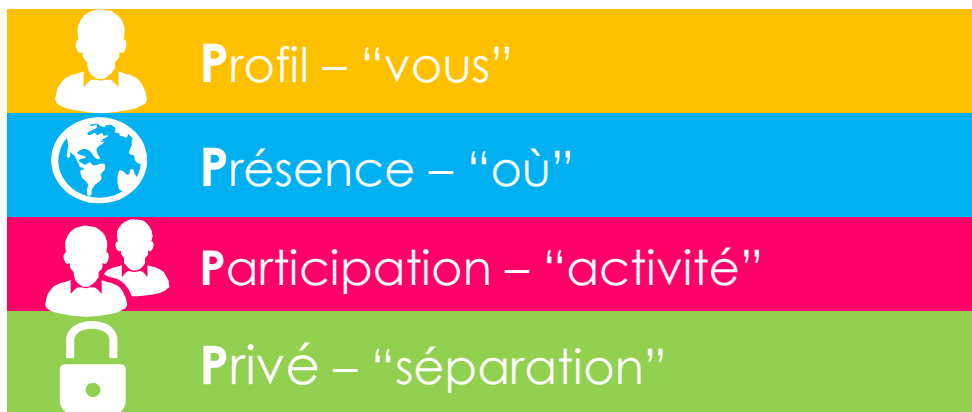 Profil – “vous”
Présence – “où”
Participation – “activité”
Privé – “séparation”